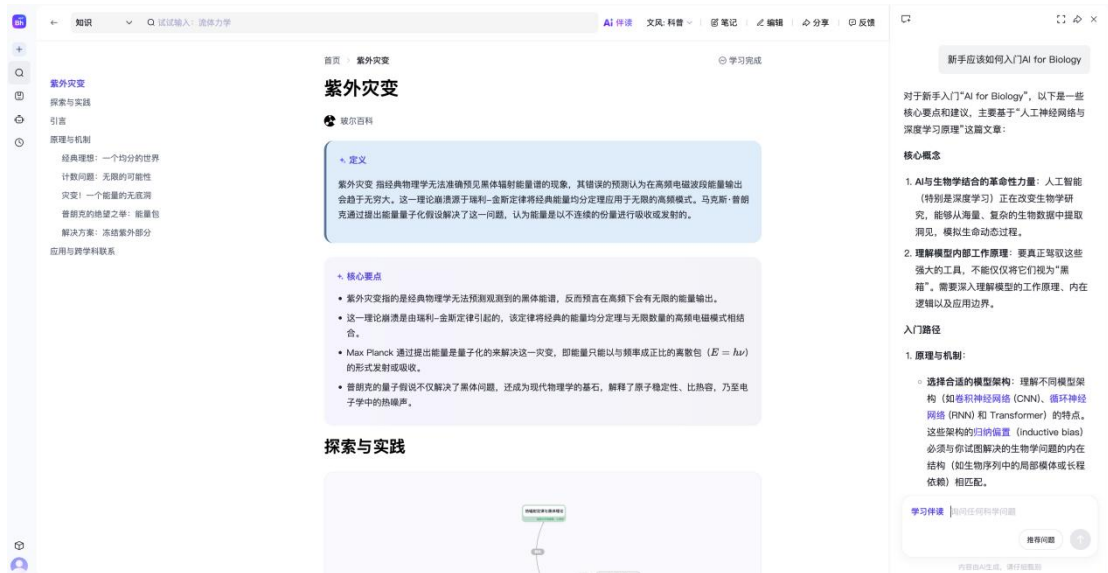 Bh
知识
试试输入：流体力学
Ai 伴读
文风: 科普
笔记
编辑
分享
反馈
紫外灾变
探索与实践
引言
原理与机制
经典理想：一个均分的世界
计数问题：无限的可能性
灾变！一个能量的无底洞
普朗克的绝望之举：能量包
解决方案：冻结紫外部分
应用与跨学科联系
首页
紫外灾变
学习完成
紫外灾变
玻尔百科
定义
紫外灾变 指经典物理学无法准确预见黑体辐射能量谱的现象，其错误的预测认为在高频电磁波段能量输出
会趋于无穷大。这一理论崩溃源于瑞利-金斯定律将经典能量均分定理应用于无限的高频模式。马克斯·普朗
克通过提出能量量子化假设解决了这一问题，认为能量是以不连续的份量进行吸收或发射的。
核心要点
• 紫外灾变指的是经典物理学无法预测观测到的黑体能谱，反而预言在高频下会有无限的能量输出。
• 这一理论崩溃是由瑞利-金斯定律引起的，该定律将经典的能量均分定理与无限数量的高频电磁模式相结
合。
• Max Planck 通过提出能量是量子化的来解决这一灾变，即能量只能以与频率成正比的离散包（E = hν）
的形式发射或吸收。
• 普朗克的量子假说不仅解决了黑体问题，还成为现代物理学的基石，解释了原子稳定性、比热容，乃至电
子学中的热噪声。
探索与实践
新手应该如何入门AI for Biology
对于新手入门“AI for Biology”，以下是一些
核心要点和建议，主要基于“人工神经网络与
深度学习原理”这篇文章：
核心概念
1. AI与生物学结合的革命性力量：人工智能
（特别是深度学习）正在改变生物学研
究，能够从海量、复杂的生物数据中提取
洞见，模拟生命动态过程。
2. 理解模型内部工作原理：要真正驾驭这些
强大的工具，不能仅仅将它们视为“黑
箱”。需要深入理解模型的工作原理、内在
逻辑以及应用边界。
入门路径
1. 原理与机制：
选择合适的模型架构：理解不同模型架
构（如卷积神经网络 (CNN)、循环神经
网络 (RNN) 和 Transformer）的特点。
这些架构的归纳偏置（inductive bias）
必须与你试图解决的生物学问题的内在
结构（如生物序列中的局部模体或长程
依赖）相匹配。
学习伴读
询问任何科学问题
推荐问题
内容由AI生成，请仔细甄别